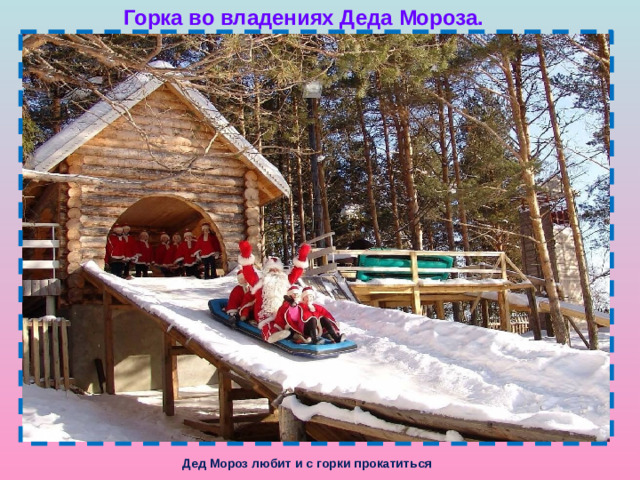 Горка во владениях Деда Мороза.
Дед Мороз любит и с горки прокатиться